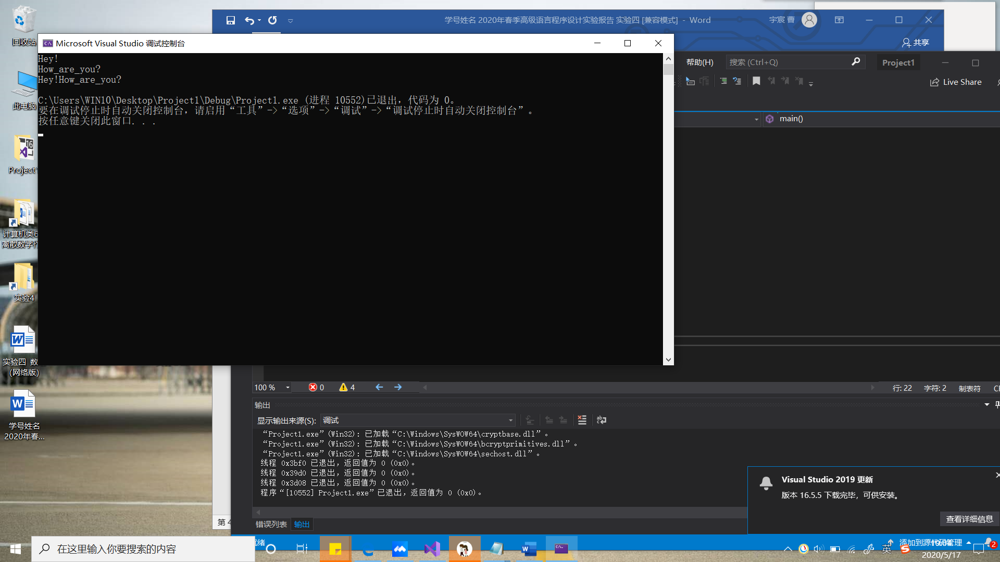 回收站
此电脑
Project1
计算机类6
离散数学作
实验4
实验四 数
(网络版)
学号姓名
2020年春...
学号姓名 2020年春季高级语言程序设计实验报告 实验四 [兼容模式] - Word
宇宸 曹
共享
Microsoft Visual Studio 调试控制台
Hey!
How_are_you?
Hey!How_are_you?
C:\Users\WIN10\Desktop\Project1\Debug\Project1.exe (进程 10552)已退出，代码为 0。
要在调试停止时自动关闭控制台，请启用“工具”->“选项”->“调试”->“调试停止时自动关闭控制台”。
按任意键关闭此窗口. . .
帮助(H)
搜索 (Ctrl+Q)
Project1
Live Share
main()
100 %
0
4
行: 22
字符: 2
制表符
输出
显示输出来源(S):
调试
“Project1.exe”(Win32): 已加载“C:\Windows\SysWOW64\cryptbase.dll”。
“Project1.exe”(Win32): 已加载“C:\Windows\SysWOW64\bcryptprimitives.dll”。
“Project1.exe”(Win32): 已加载“C:\Windows\SysWOW64\sechost.dll”。
线程 0x3bf0 已退出，返回值为 0 (0x0)。
线程 0x39d0 已退出，返回值为 0 (0x0)。
线程 0x3d08 已退出，返回值为 0 (0x0)。
程序“[10552] Project1.exe”已退出，返回值为 0 (0x0)。
错误列表
输出
第 4
Visual Studio 2019 更新
版本 16.5.5 下载完毕，可供安装。
查看详细信息
添加到源代码管理
2
在这里输入你要搜索的内容
英
2020/5/17